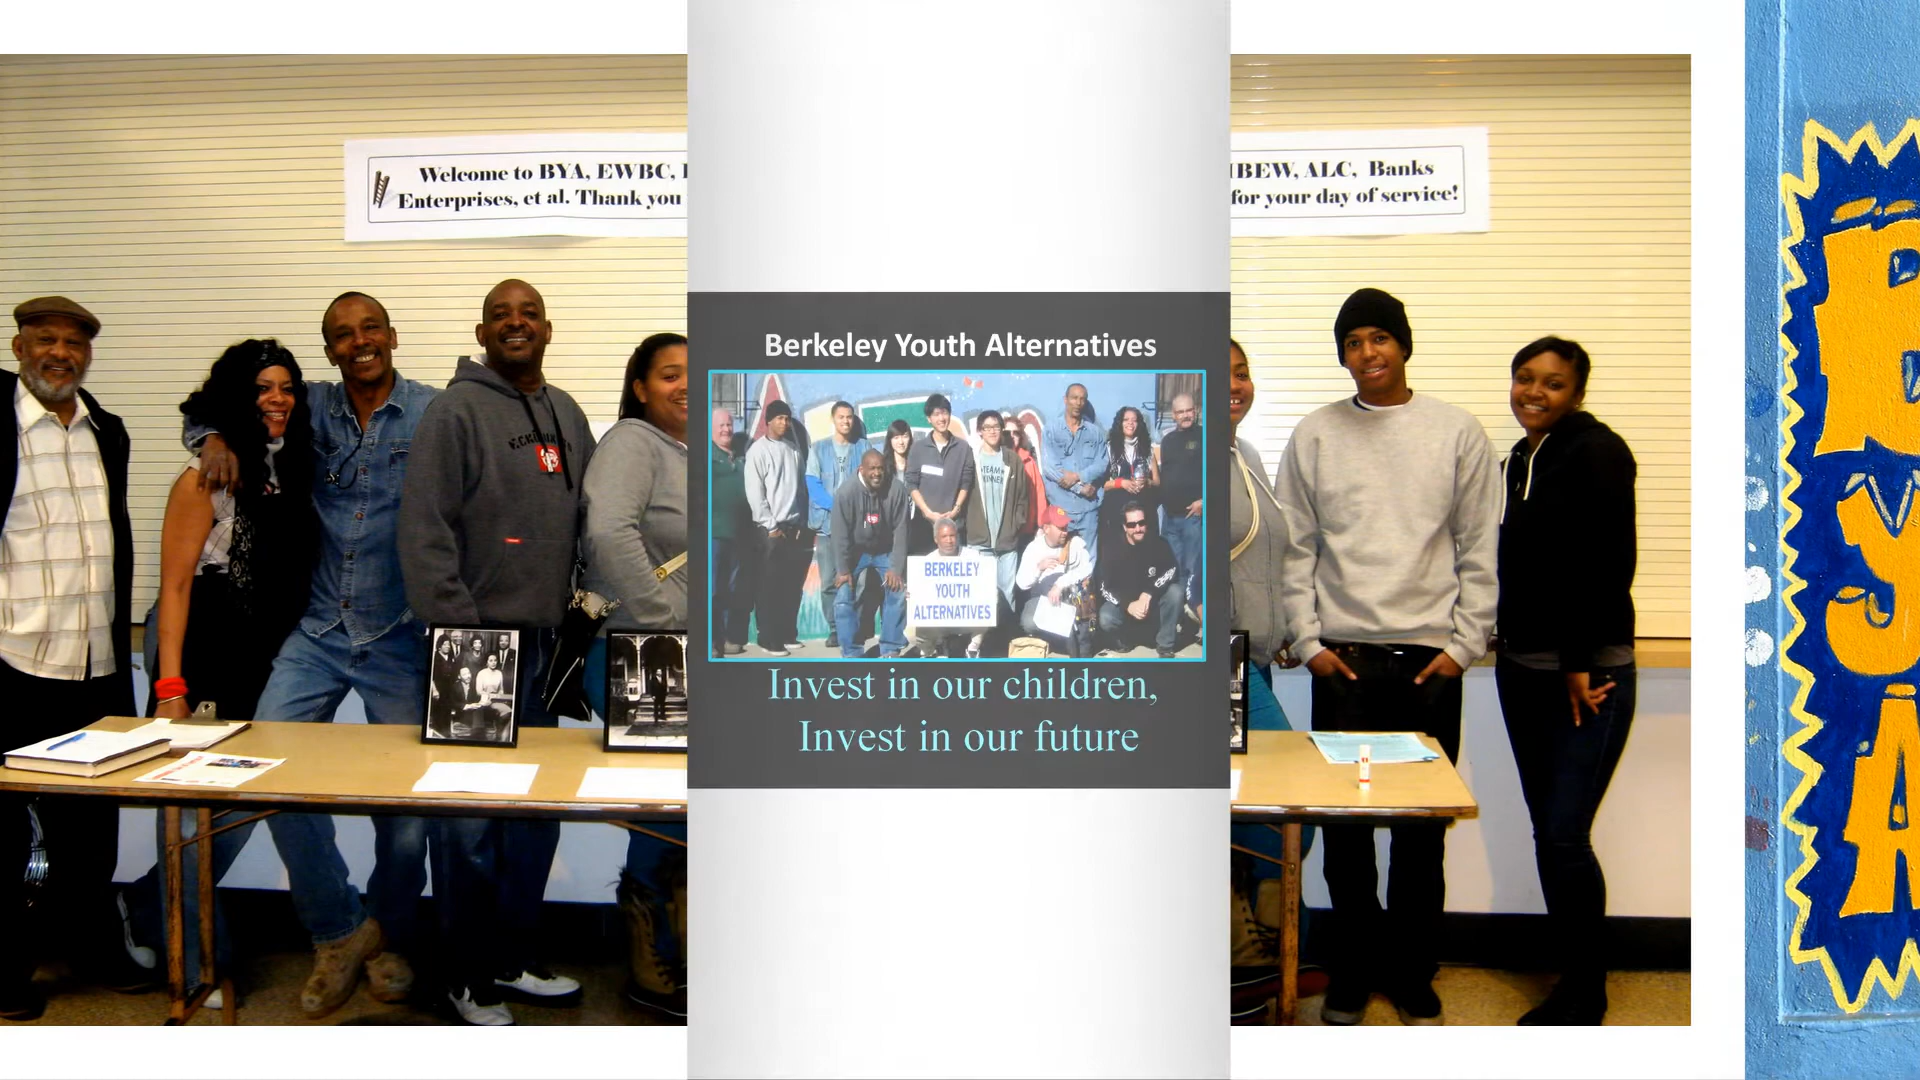 Welcome to BYA, EWBC,
Enterprises, et al. Thank you
IBEW, ALC, Banks
for your day of service!
Berkeley Youth Alternatives
BERKELEY
YOUTH
ALTERNATIVES
Invest in our children,
Invest in our future
B
Y
A